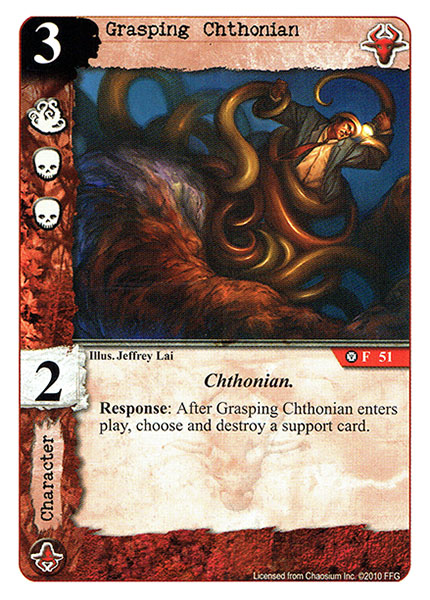 3
Grasping Chthonian
Illus. Jeffrey Lai
F 51
2
Chthonian.
Response: After Grasping Chthonian enters
play, choose and destroy a support card.
Character
Licensed from Chaosium Inc. ©2010 FFG